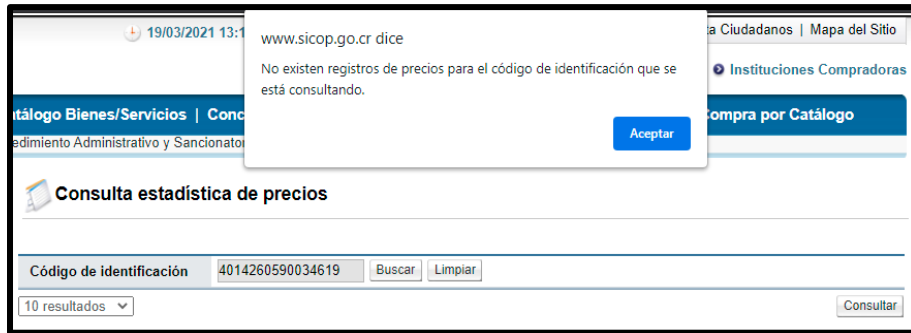 19/03/2021 13:1
Ciudadanos | Mapa del Sitio
www.sicop.go.cr dice
No existen registros de precios para el código de identificación que se
está consultando.
Instituciones Compradoras
Aceptar
atálogo Bienes/Servicios | Conc
Compra por Catálogo
edimiento Administrativo y Sancionator
Consulta estadística de precios
Código de identificación 4014260590034619 Buscar Limpiar
10 resultados Consultar